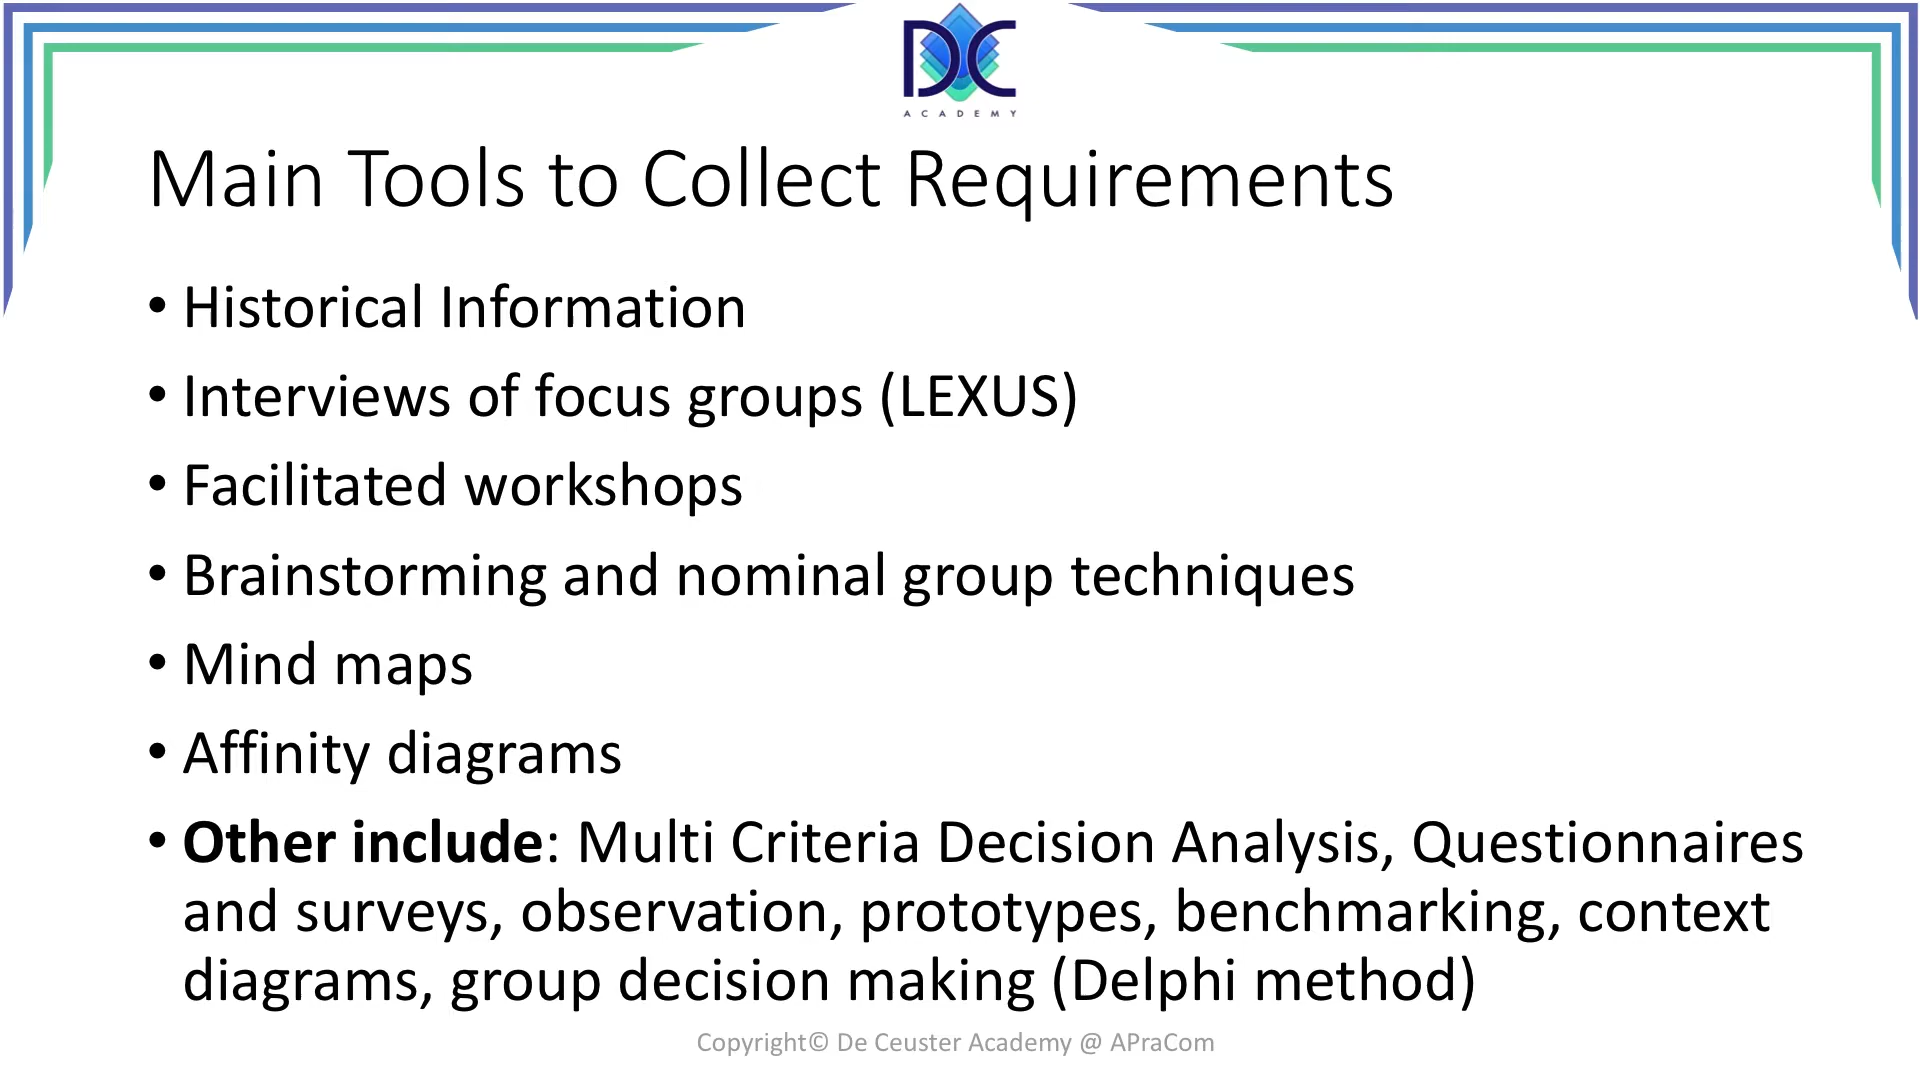 DC
ACADEMY
Main Tools to Collect Requirements
• Historical Information
• Interviews of focus groups (LEXUS)
• Facilitated workshops
• Brainstorming and nominal group techniques
• Mind maps
• Affinity diagrams
• Other include: Multi Criteria Decision Analysis, Questionnaires
and surveys, observation, prototypes, benchmarking, context
diagrams, group decision making (Delphi method)
Copyright© De Ceuster Academy @ APraCom